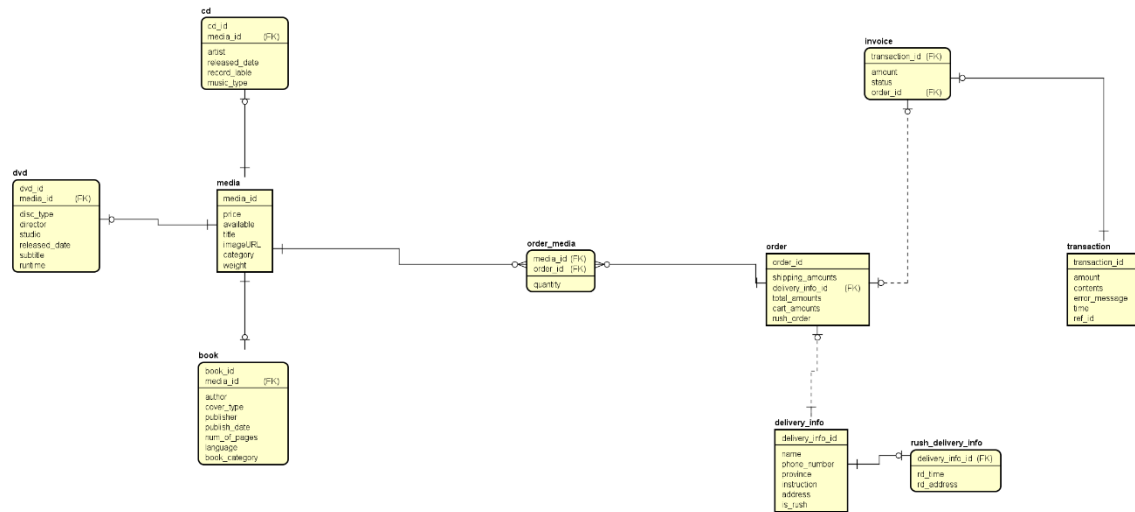 cd
cd_id
media_id (FK)
artist
released_date
record_lable
music_type
dvd
dvd_id
media_id (FK)
disc_type
director
studio
released_date
subtitle
runtime
media
media_id
price
available
title
imageURL
category
weight
book
book_id
media_id (FK)
author
cover_type
publisher
publish_date
num_of_pages
language
book_category
order_media
media_id (FK)
order_id (FK)
quantity
order
order_id
shipping_amounts
delivery_info_id (FK)
total_amounts
cart_amounts
rush_order
invoice
transaction_id (FK)
amount
status
order_id (FK)
transaction
transaction_id
amount
contents
error_message
time
ref_id
delivery_info
delivery_info_id
name
phone_number
province
instruction
address
is_rush
rush_delivery_info
delivery_info_id (FK)
rd_time
rd_address